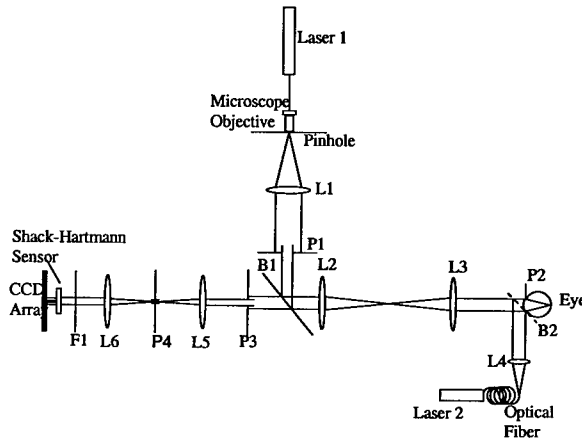 Laser 1
Microscope
Objective
Pinhole
L1
Shack-Hartmann
Sensor
P1
B1
L2
L3
P2
CCD
Array
Eye
F1
L6
P4
L5
P3
B2
L4
Laser 2
Optical
Fiber